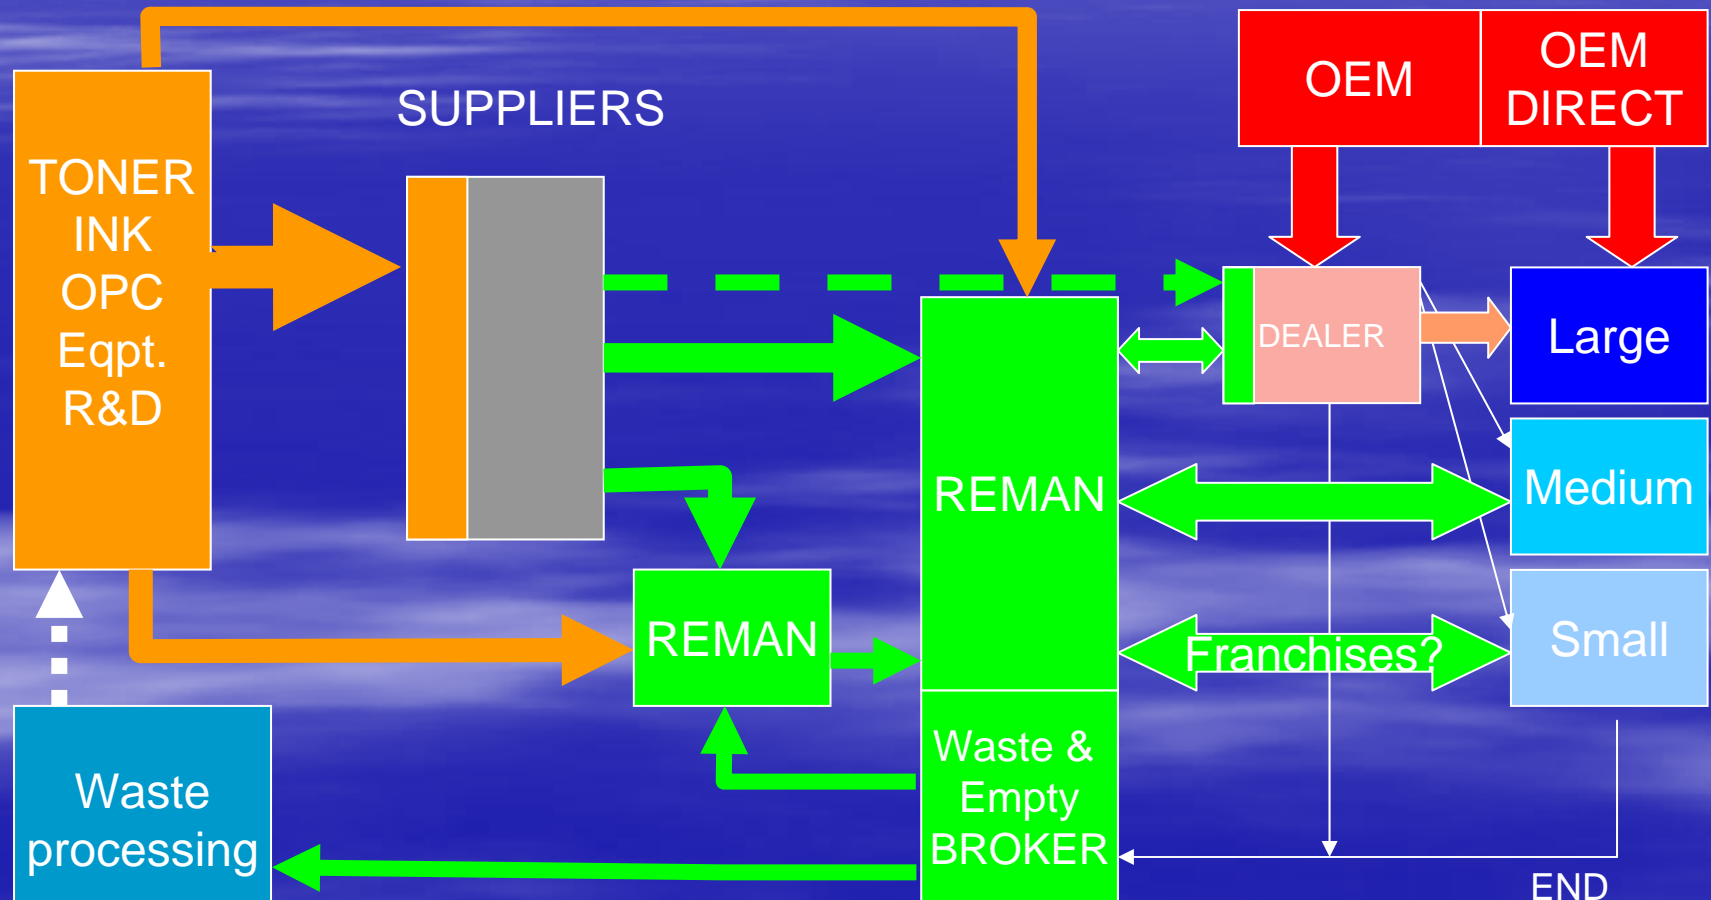 SUPPLIERS
TONER
INK
OPC
Eqpt.
R&D
OEM
OEM
DIRECT
DEALER
Large
REMAN
Medium
REMAN
Franchises?
Small
Waste
processing
Waste &
Empty
BROKER
END